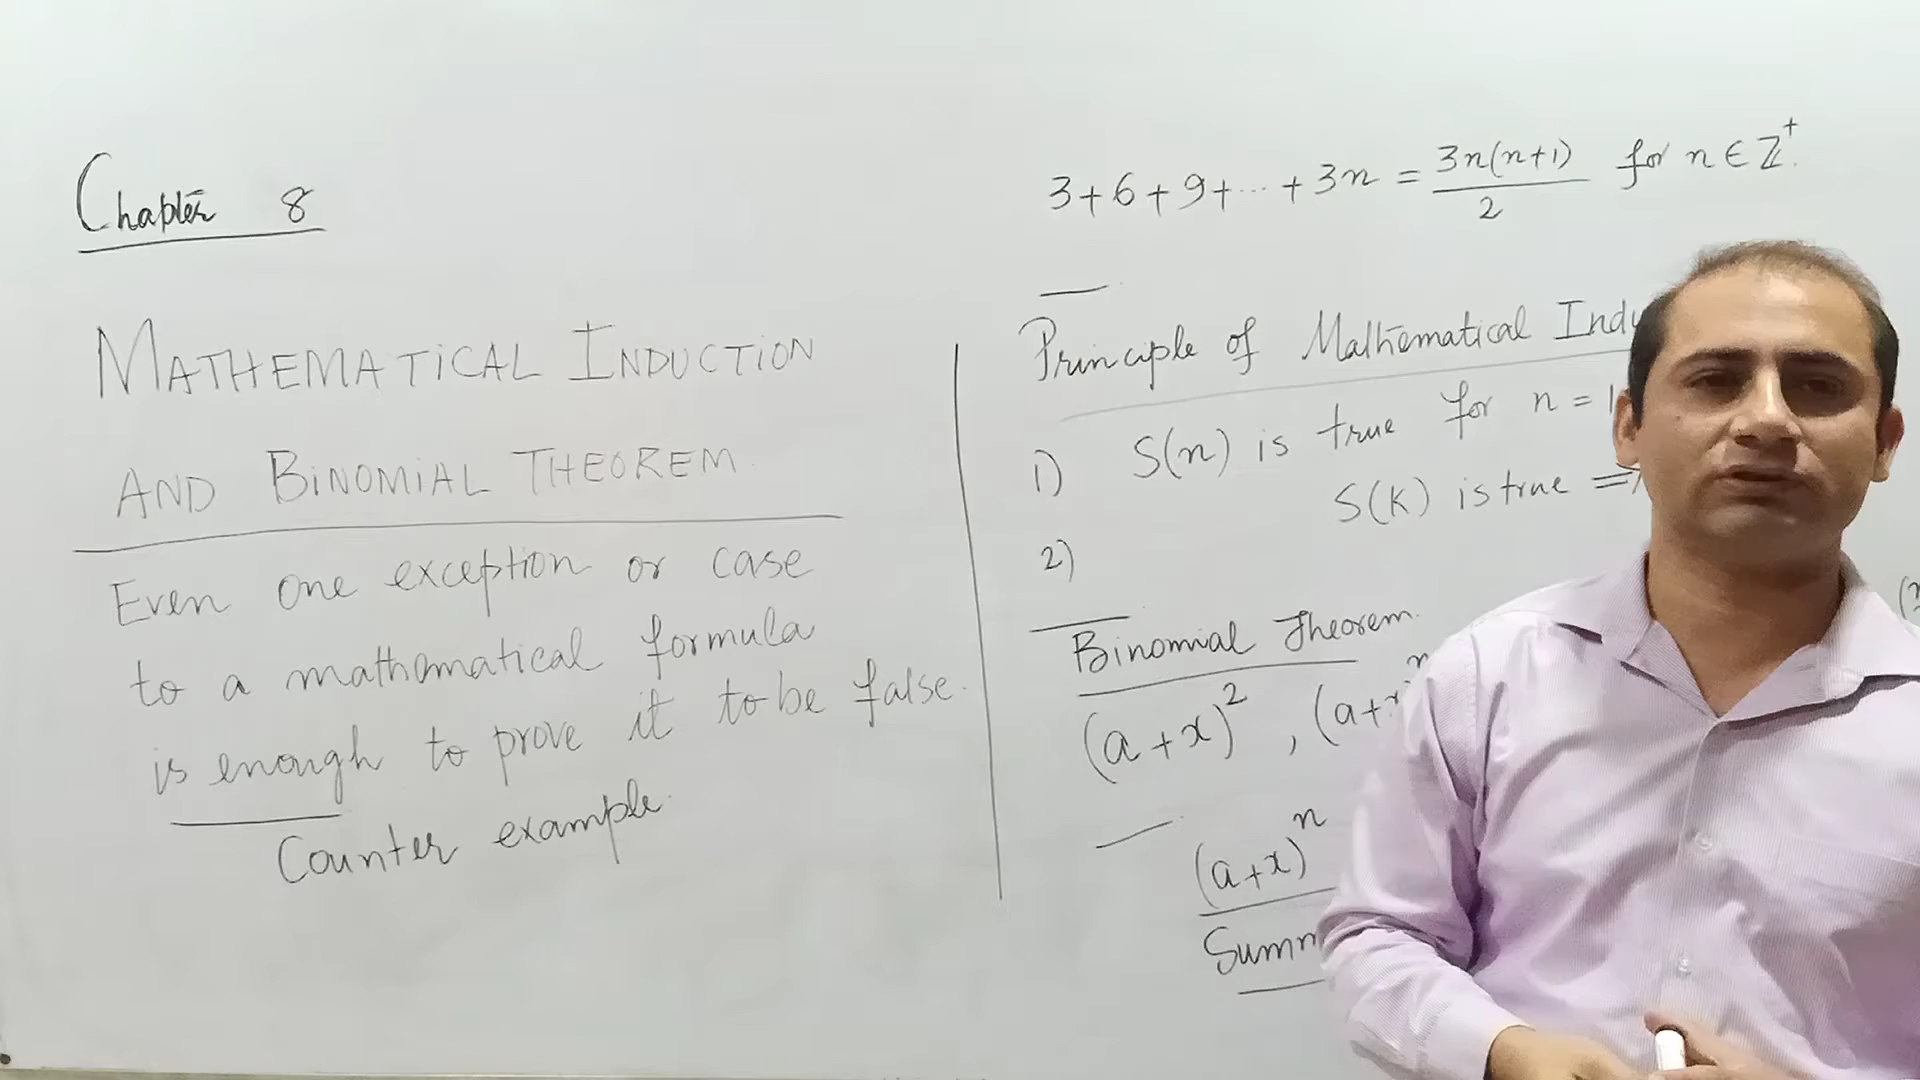 Chapter 8
MATHEMATICAL INDUCTION
AND BINOMIAL THEOREM
Even one exception or case
to a mathematical formula
is enough to prove it to be false.
Counter example.
3+6+9+...+3n = 3n(n+1)/2 for n∈ℤ⁺.
Principle of Mathematical
1) S(n) is true for n = 1
S(K) is true ⇒
2)
Binomial Theorem.
(a+x)², (a+x
(a+x)ⁿ